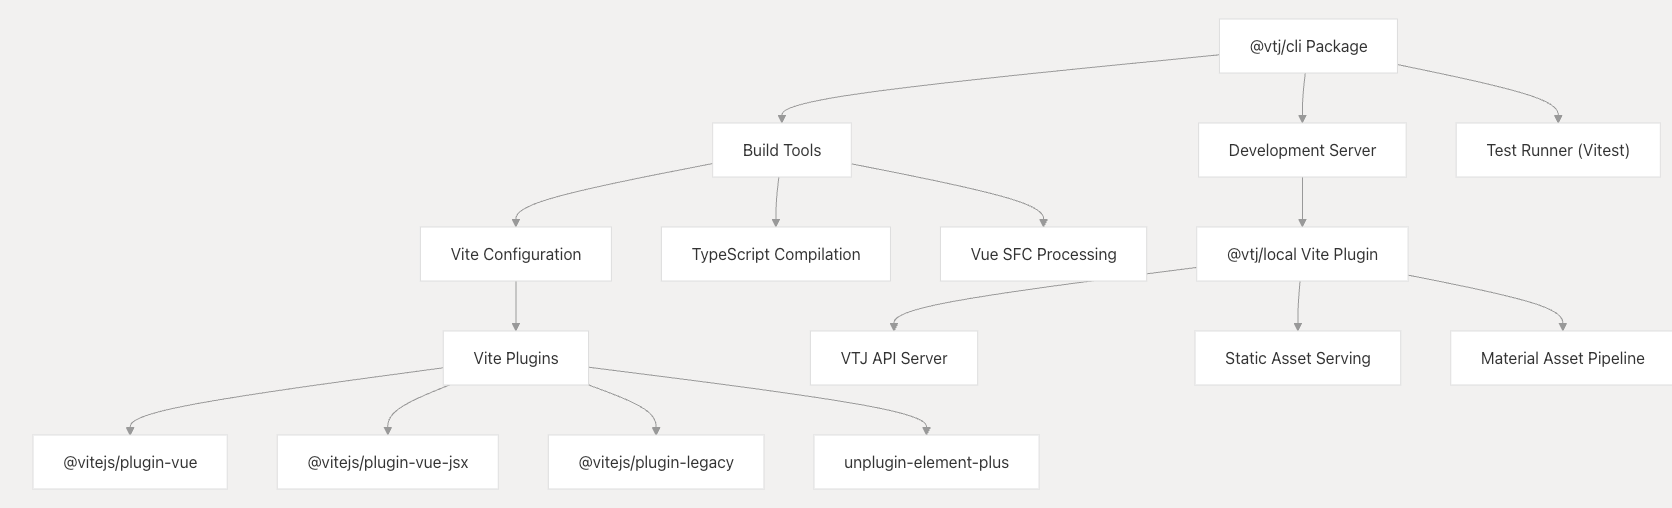 @vtj/cli Package
Build Tools
Development Server
Test Runner (Vitest)
Vite Configuration
TypeScript Compilation
Vue SFC Processing
@vtj/local Vite Plugin
Vite Plugins
VTJ API Server
Static Asset Serving
Material Asset Pipeline
@vitejs/plugin-vue
@vitejs/plugin-vue-jsx
@vitejs/plugin-legacy
unplugin-element-plus